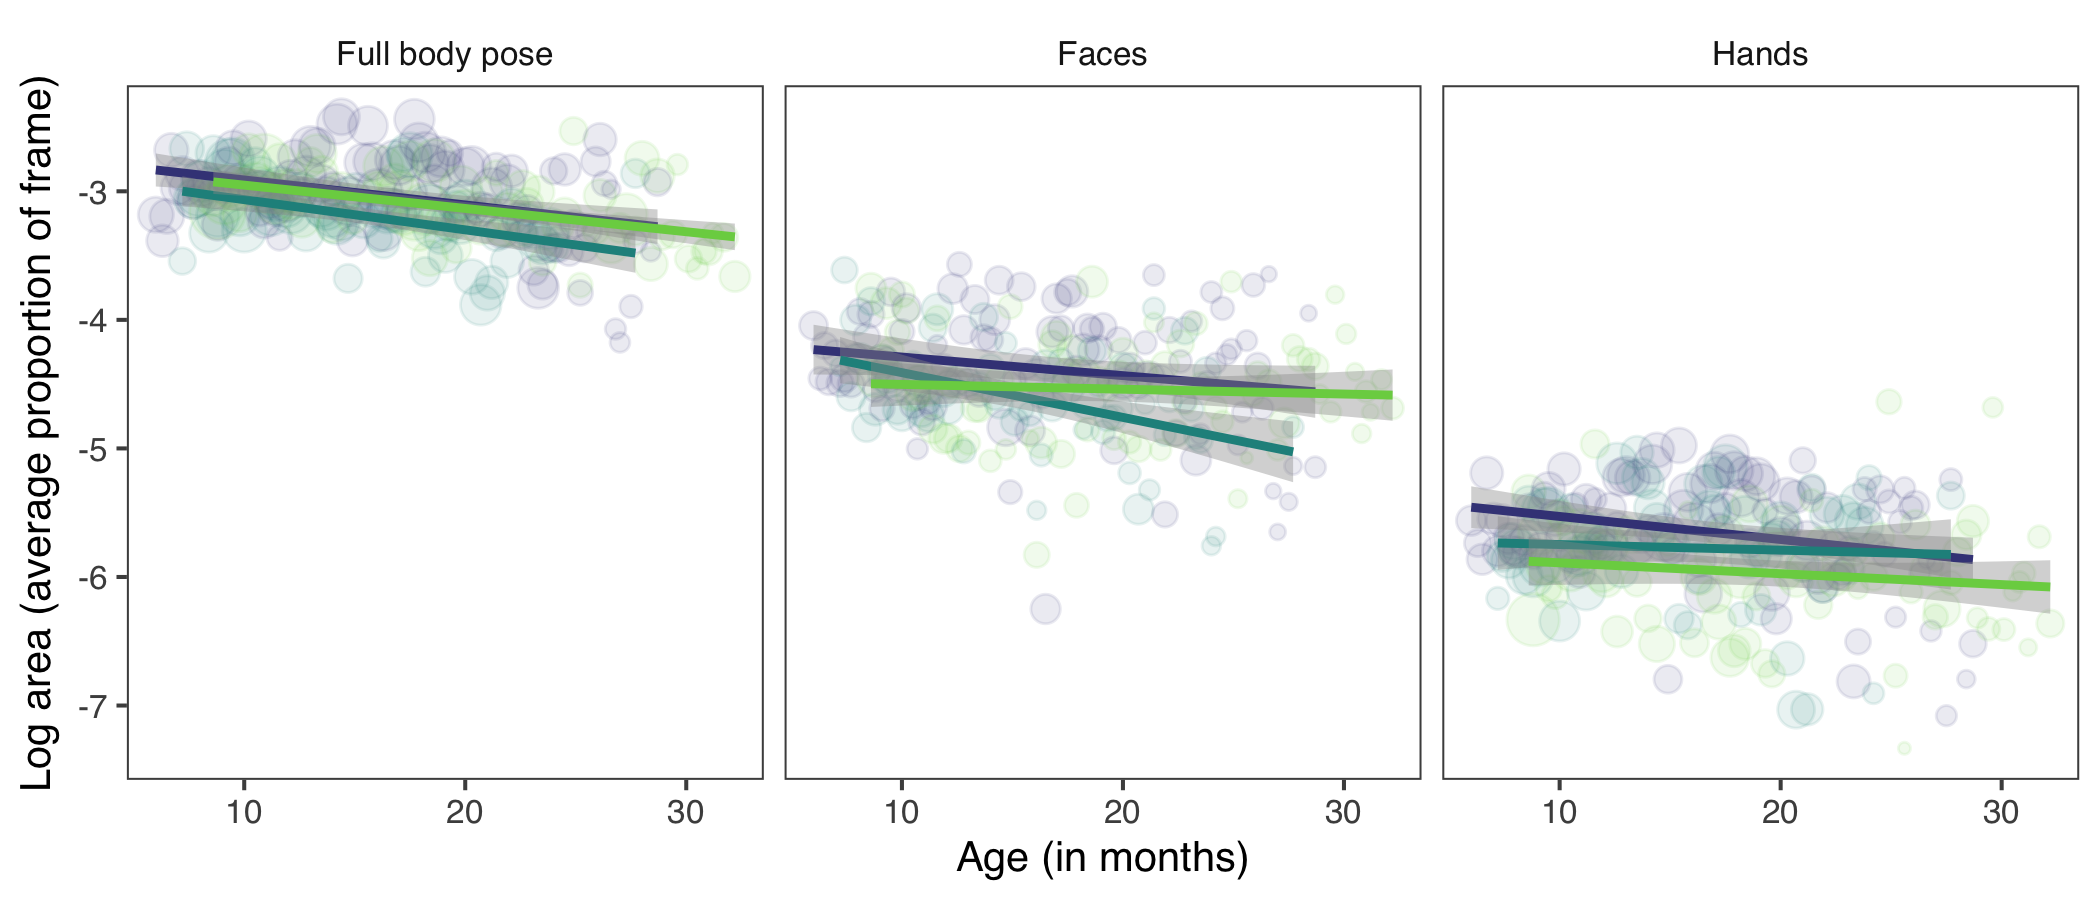 Full body pose
Faces
Hands
Log area (average proportion of frame)
-3
-4
-5
-6
-7
10 20 30
10 20 30
10 20 30
Age (in months)